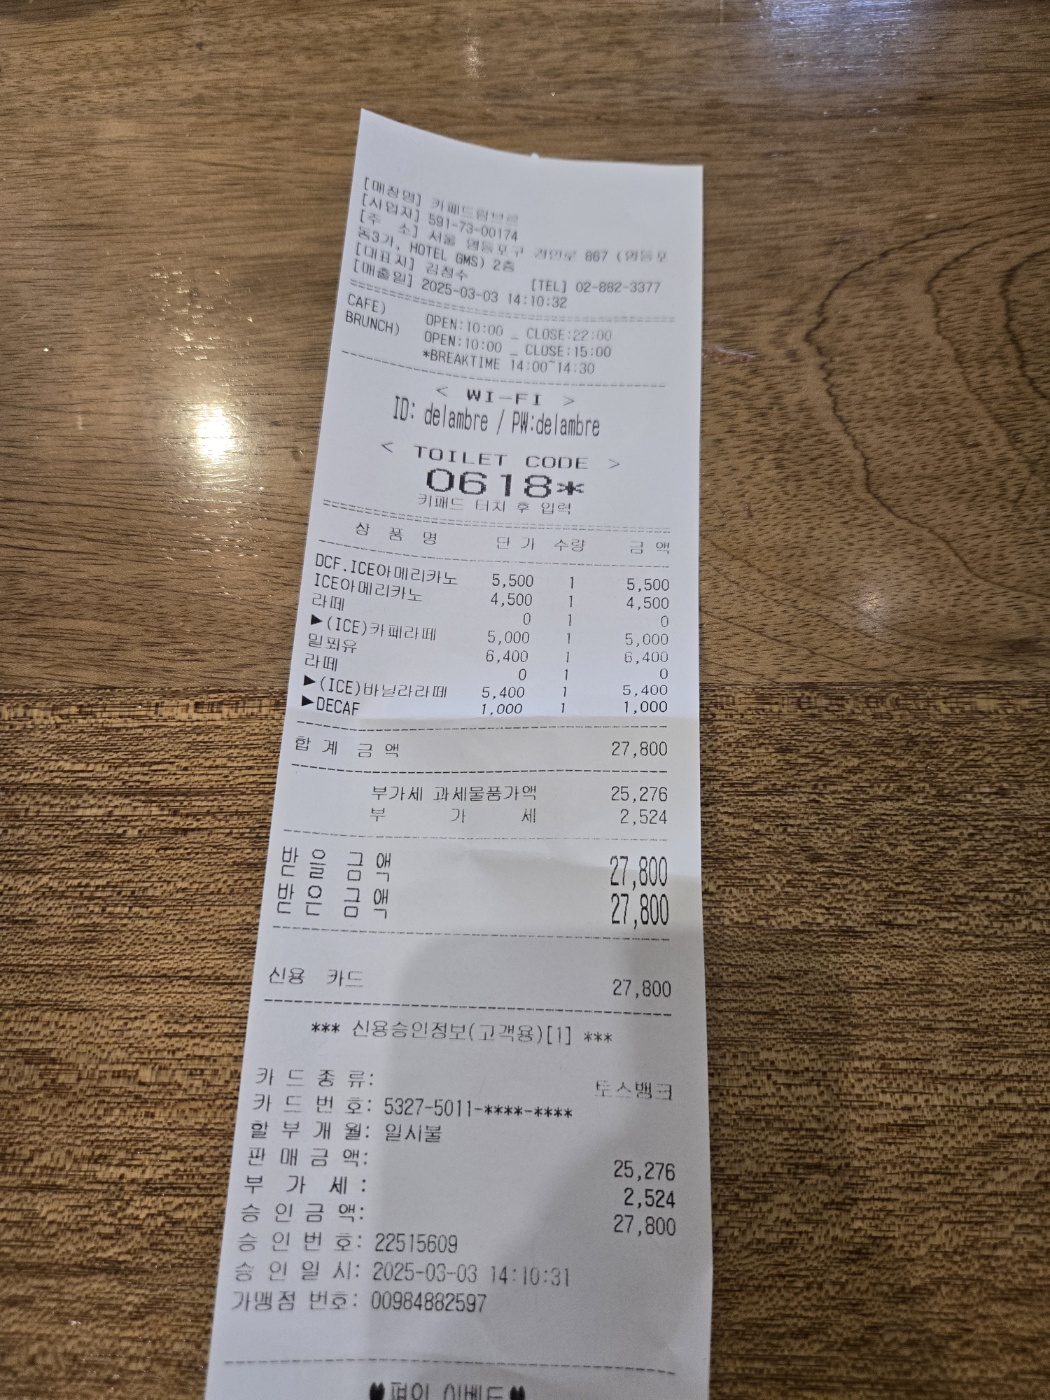 [매장명] 카페드람브르
[사업자] 591-73-00174
[주 소] 서울 영등포구 경인로 867 (영등포
동3가, HOTEL GMS) 2층
[대표자] 김정수 [TEL] 02-882-3377
[매출일] 2025-03-03 14:10:32
CAFE) OPEN:10:00 _ CLOSE:22:00
BRUNCH) OPEN:10:00 _ CLOSE:15:00
*BREAKTIME 14:00~14:30
< WI-FI >
ID: delambre / PW:delambre
< TOILET CODE >
0618*
키패드 터치 후 입력
상 품 명 단 가 수량 금 액
DCF.ICE아메리카노 5,500 1 5,500
ICE아메리카노 4,500 1 4,500
라떼 0 1 0
▶(ICE)카페라떼 5,000 1 5,000
밀푀유 6,400 1 6,400
라떼 0 1 0
▶(ICE)바닐라라떼 5,400 1 5,400
▶DECAF 1,000 1 1,000
합 계 금 액 27,800
부가세 과세물품가액 25,276
부 가 세 2,524
받 을 금 액 27,800
받 은 금 액 27,800
신용 카드 27,800
*** 신용승인정보(고객용)[1] ***
카 드 종 류: 토스뱅크
카 드 번 호: 5327-5011-****-****
할 부 개 월: 일시불
판 매 금 액: 25,276
부 가 세 : 2,524
승 인 금 액: 27,800
승 인 번 호: 22515609
승 인 일 시: 2025-03-03 14:10:31
가맹점 번호: 00984882597